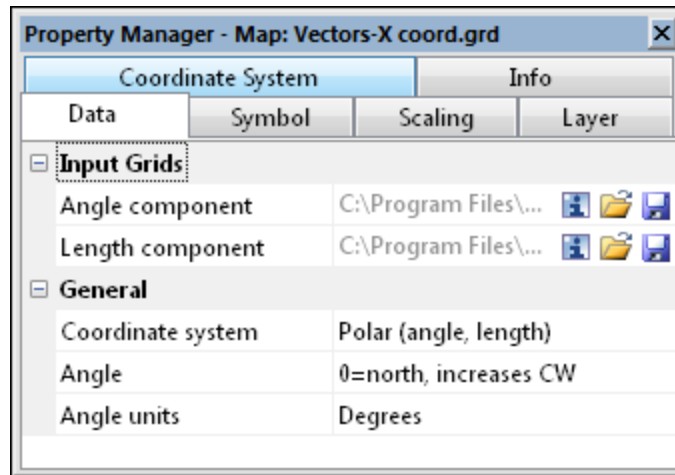 Property Manager - Map: Vectors-X coord.grd
Coordinate System Info
Data Symbol Scaling Layer
Input Grids
Angle component C:\Program Files\...
Length component C:\Program Files\...
General
Coordinate system Polar (angle, length)
Angle 0=north, increases CW
Angle units Degrees